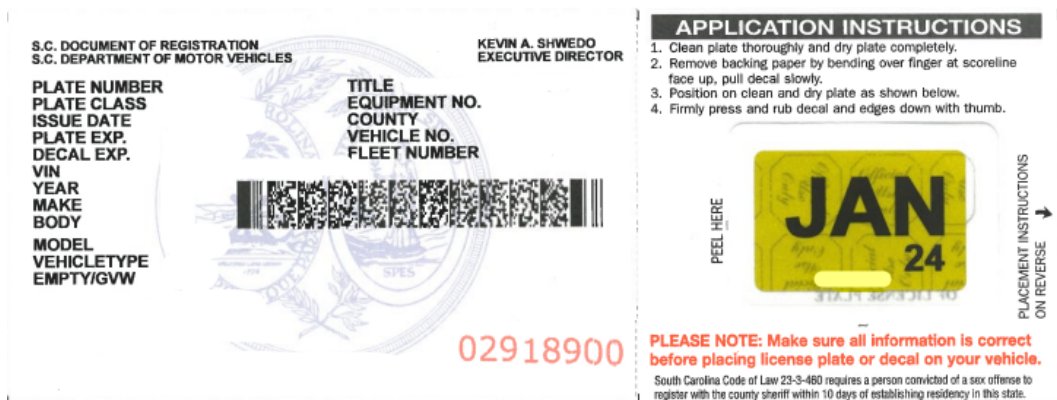 S.C. DOCUMENT OF REGISTRATION
S.C. DEPARTMENT OF MOTOR VEHICLES
KEVIN A. SHWEDO
EXECUTIVE DIRECTOR
PLATE NUMBER
PLATE CLASS
ISSUE DATE
PLATE EXP.
DECAL EXP.
VIN
YEAR
MAKE
BODY
MODEL
VEHICLETYPE
EMPTY/GVW
TITLE
EQUIPMENT NO.
COUNTY
VEHICLE NO.
FLEET NUMBER
SPES
02918900
APPLICATION INSTRUCTIONS
1. Clean plate thoroughly and dry plate completely.
2. Remove backing paper by bending over finger at scoreline
face up, pull decal slowly.
3. Position on clean and dry plate as shown below.
4. Firmly press and rub decal and edges down with thumb.
PEEL HERE
JAN
24
OF LICENSE PLATE
PLACEMENT INSTRUCTIONS
ON REVERSE
PLEASE NOTE: Make sure all information is correct
before placing license plate or decal on your vehicle.
South Carolina Code of Law 23-3-460 requires a person convicted of a sex offense to
register with the county sheriff within 10 days of establishing residency in this state.